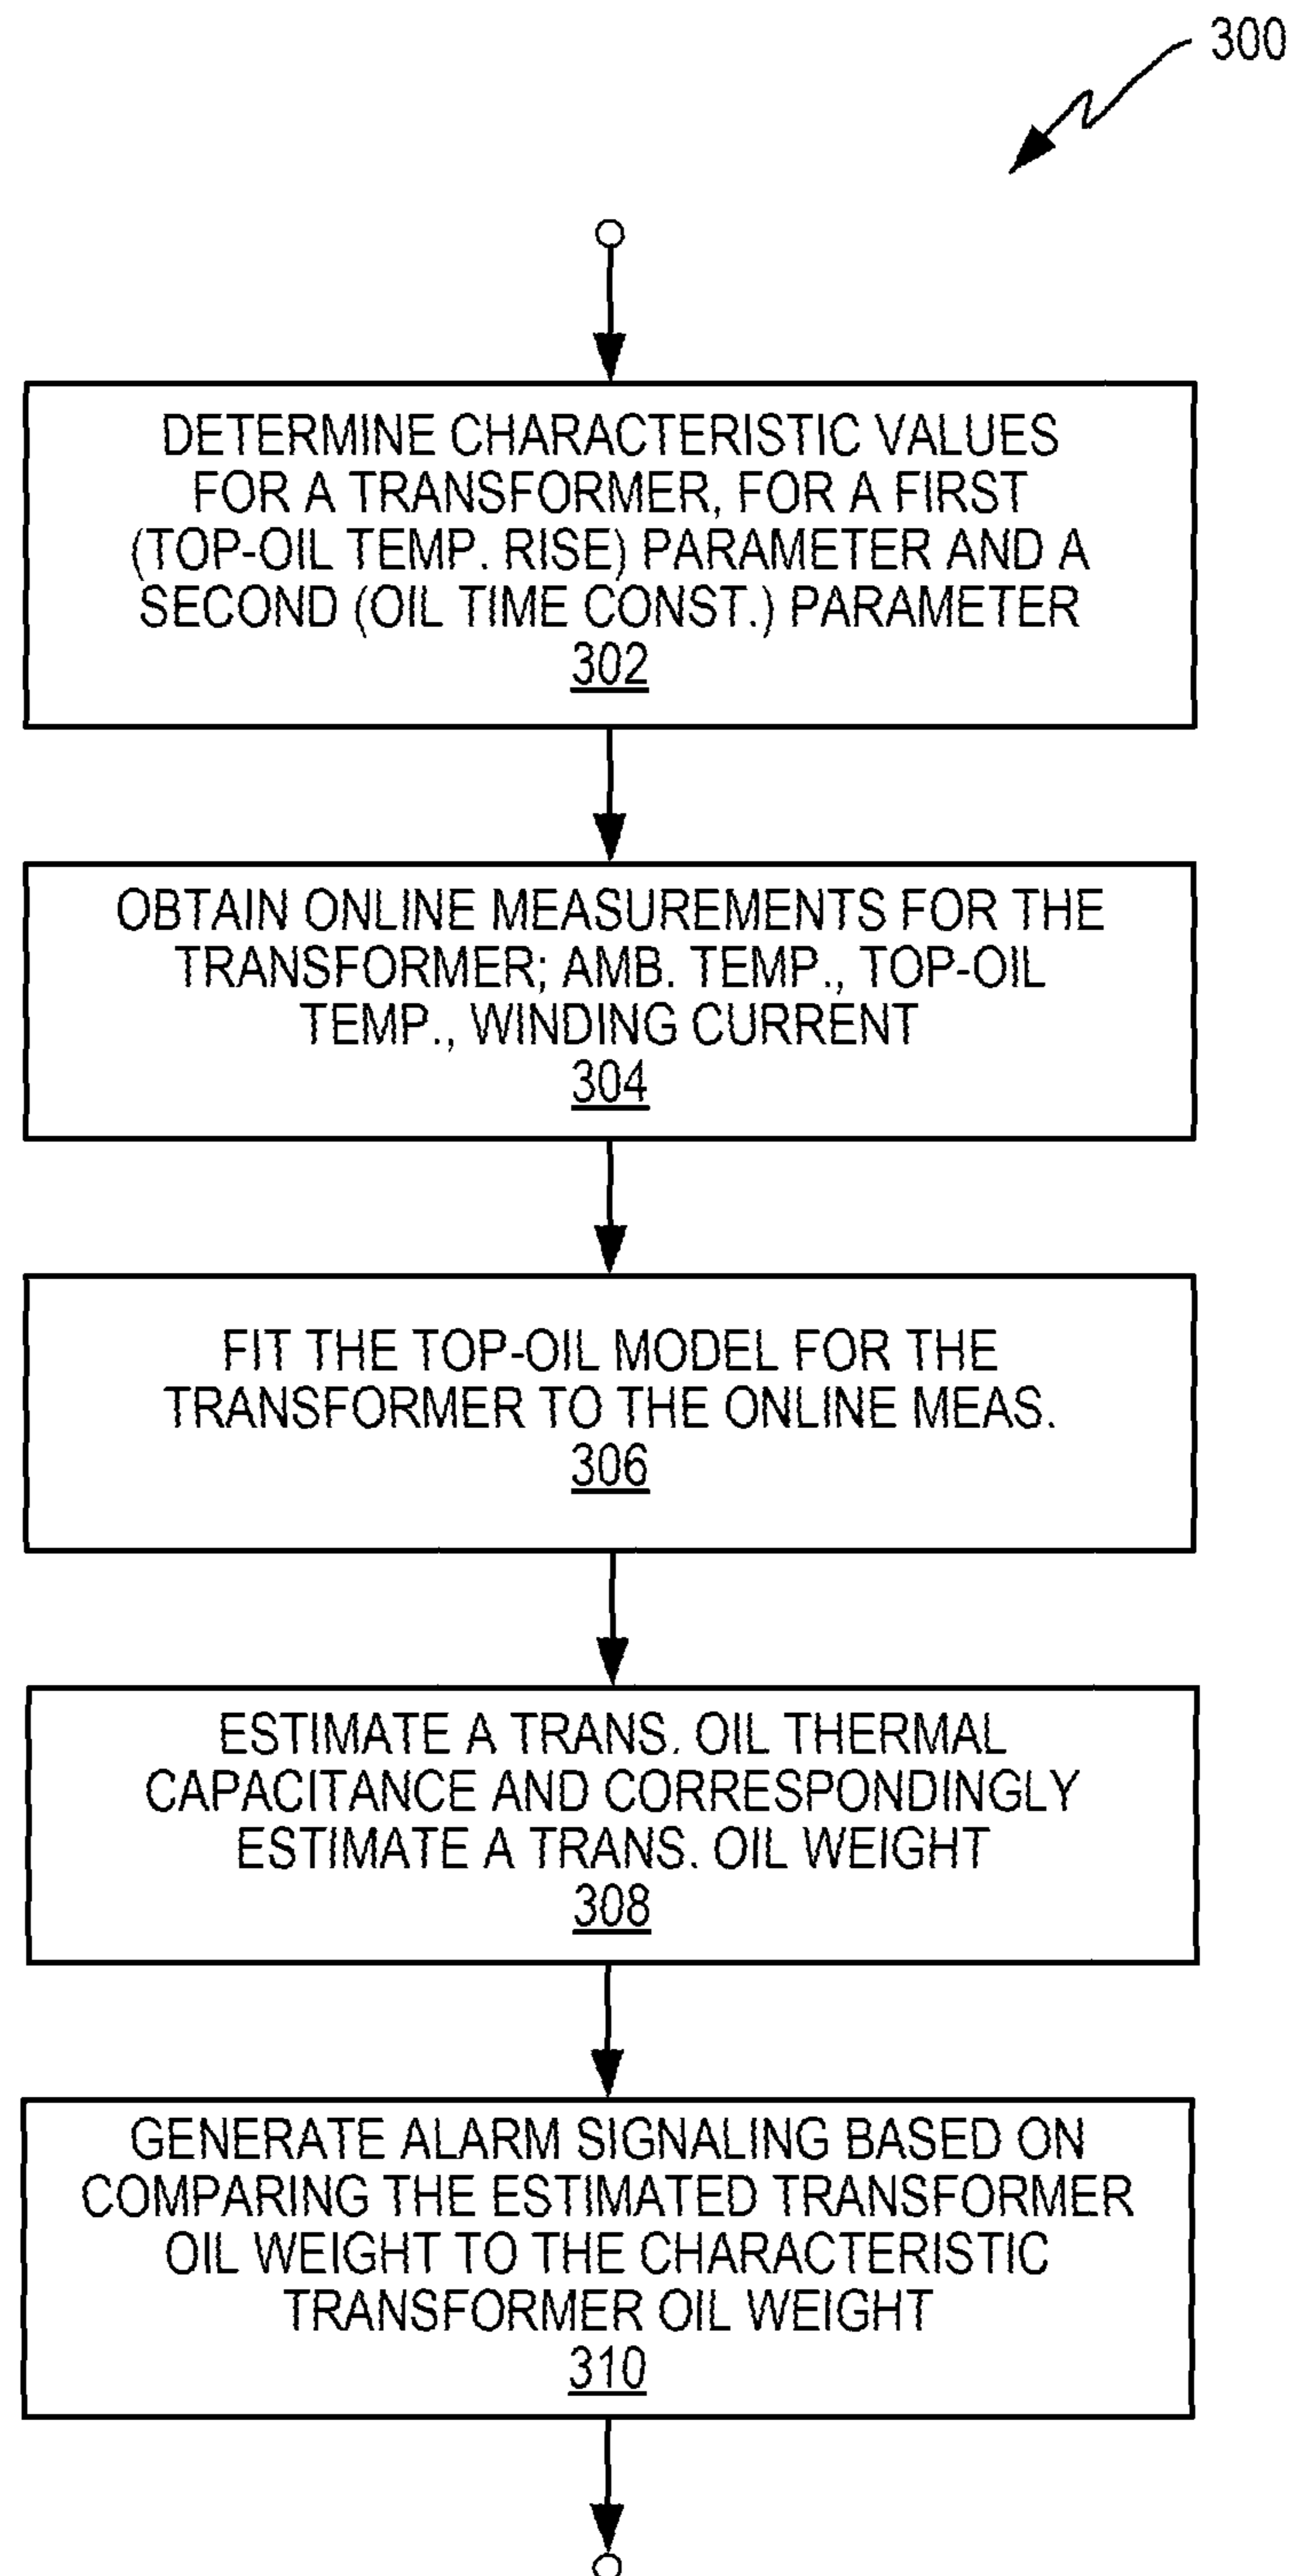 300
DETERMINE CHARACTERISTIC VALUES
FOR A TRANSFORMER, FOR A FIRST
(TOP-OIL TEMP. RISE) PARAMETER AND A
SECOND (OIL TIME CONST.) PARAMETER
302
OBTAIN ONLINE MEASUREMENTS FOR THE
TRANSFORMER; AMB. TEMP., TOP-OIL
TEMP., WINDING CURRENT
304
FIT THE TOP-OIL MODEL FOR THE
TRANSFORMER TO THE ONLINE MEAS.
306
ESTIMATE A TRANS. OIL THERMAL
CAPACITANCE AND CORRESPONDINGLY
ESTIMATE A TRANS. OIL WEIGHT
308
GENERATE ALARM SIGNALING BASED ON
COMPARING THE ESTIMATED TRANSFORMER
OIL WEIGHT TO THE CHARACTERISTIC
TRANSFORMER OIL WEIGHT
310